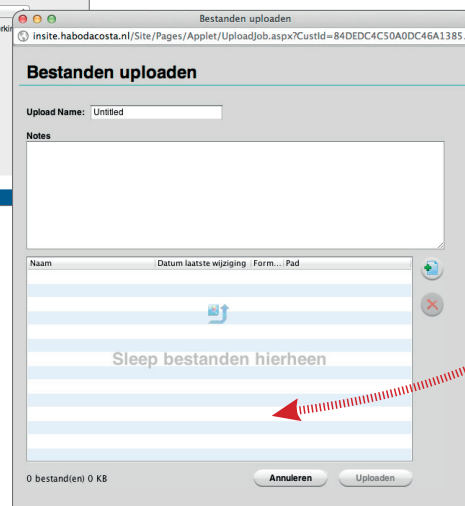 Bestanden uploaden
insite.habodacosta.nl/Site/Pages/Applet/UploadJob.aspx?CustId=84DEDC4C50A0DC46A1385.
Bestanden uploaden
Upload Name: Untitled
Notes
Naam Datum laatste wijziging Form... Pad
Sleep bestanden hierheen
0 bestand(en) 0 KB Annuleren Uploaden